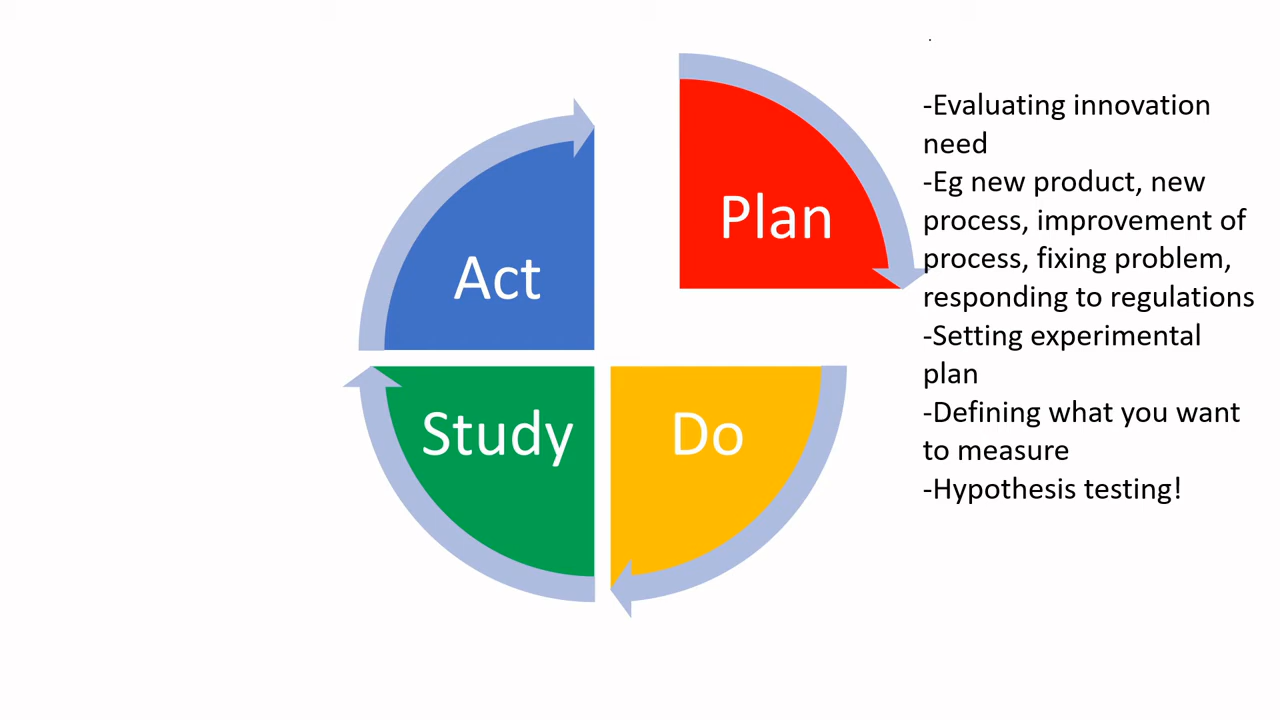 Plan
Act
Study
Do
-Evaluating innovation
need
-Eg new product, new
process, improvement of
process, fixing problem,
responding to regulations
-Setting experimental
plan
-Defining what you want
to measure
-Hypothesis testing!